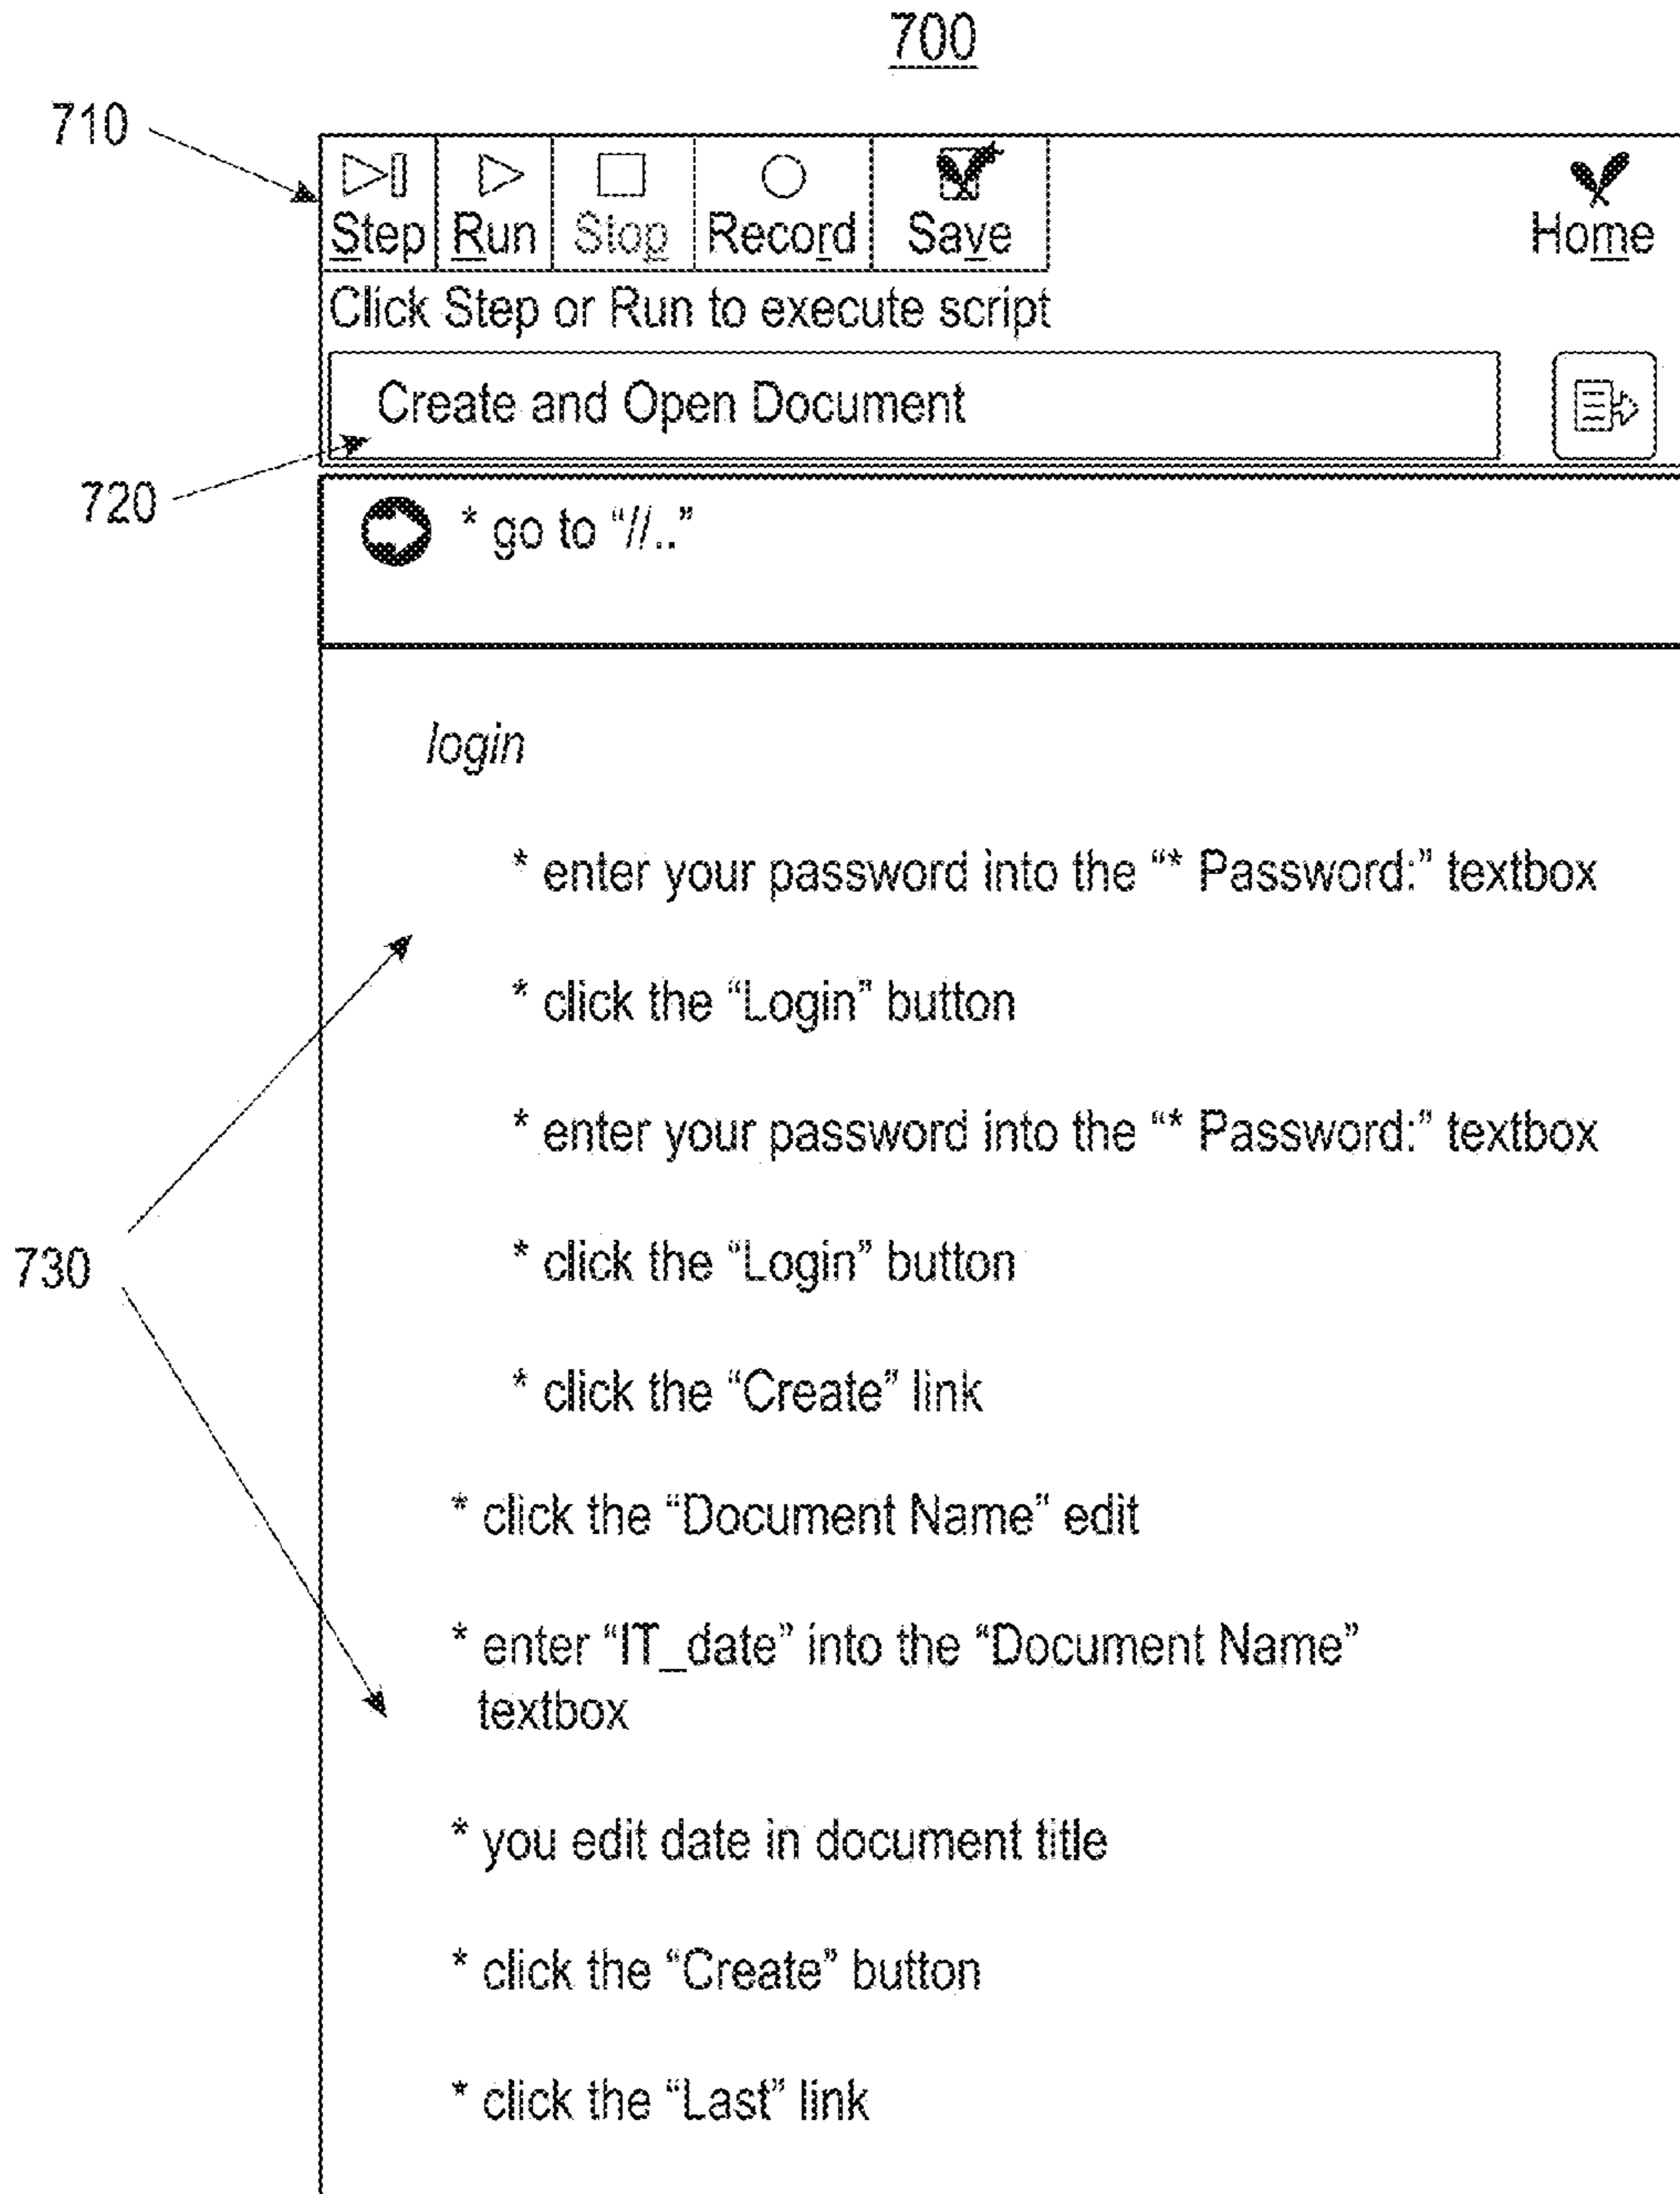 700
710
Step Run Stop Record Save Home
Click Step or Run to execute script
Create and Open Document
720
* go to “//..”
login
* enter your password into the “* Password:” textbox
* click the “Login” button
* enter your password into the “* Password:” textbox
730
* click the “Login” button
* click the “Create” link
* click the “Document Name” edit
* enter “IT_date” into the “Document Name”
textbox
* you edit date in document title
* click the “Create” button
* click the “Last” link